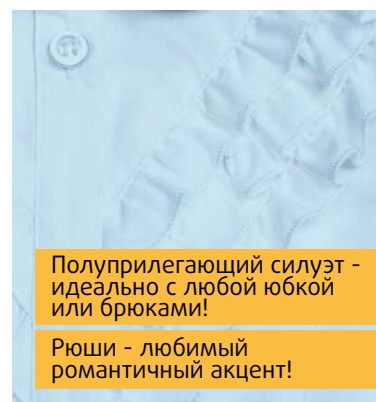 Полуприлегающий силуэт -
идеально с любой юбкой
или брюками!
Рюши - любимый
романтичный акцент!